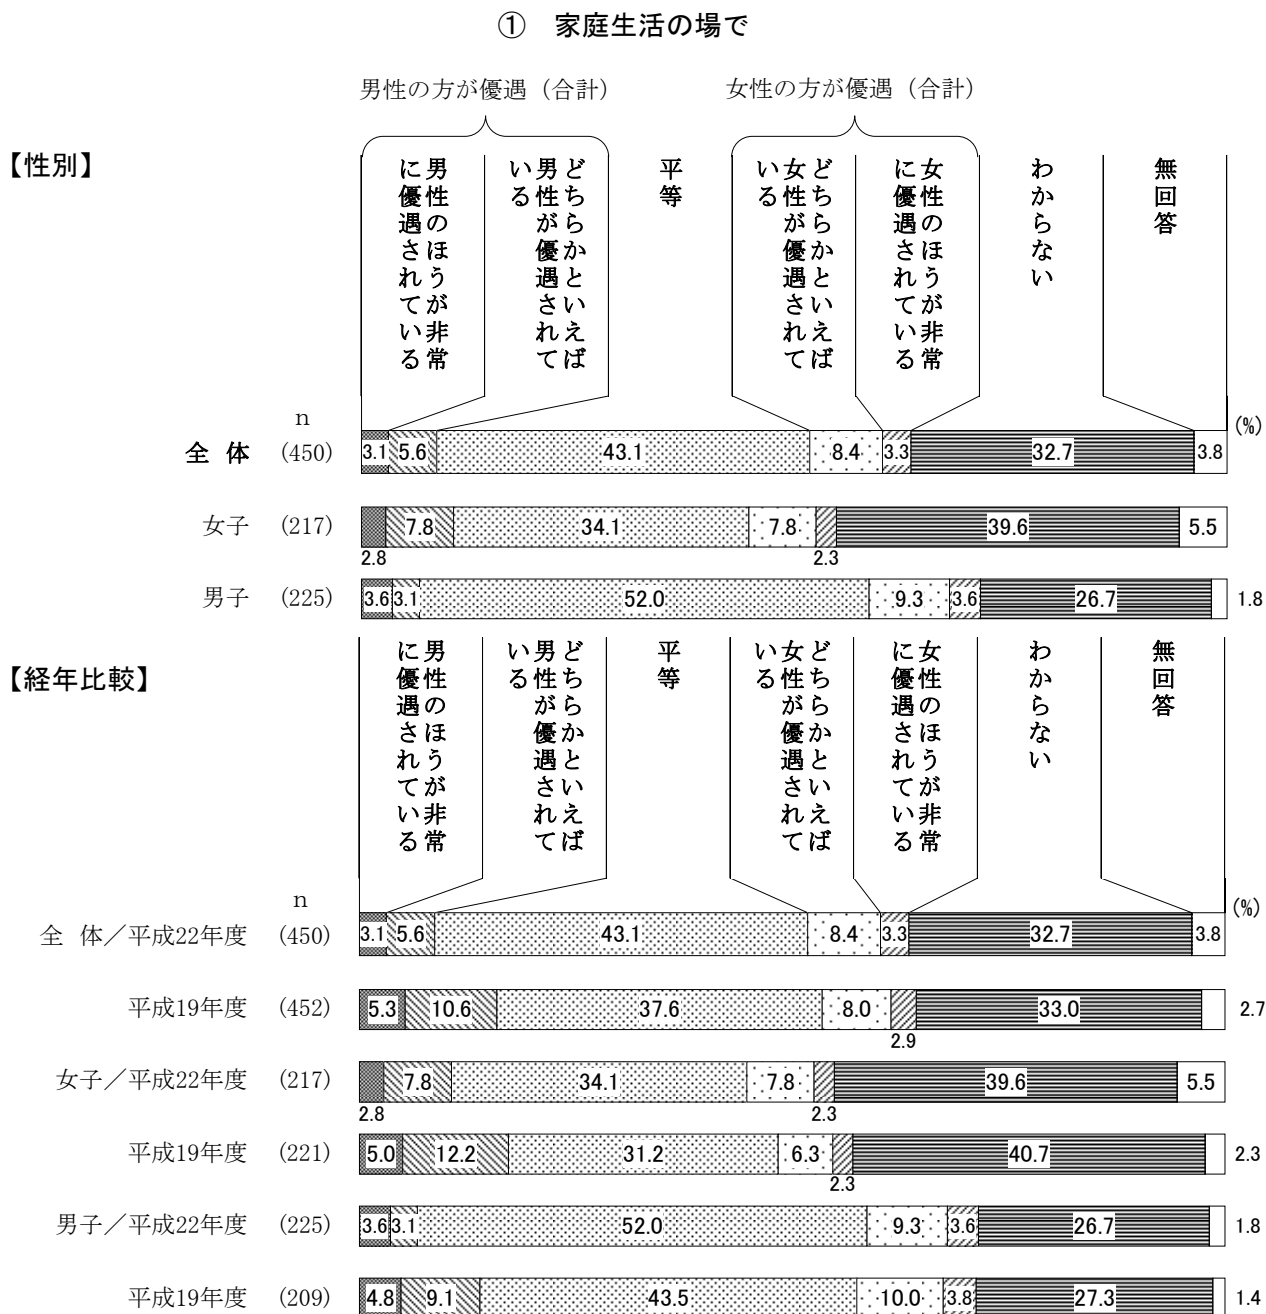 ① 家庭生活の場で
男性の方が優遇（合計）
女性の方が優遇（合計）
【性別】
男性のほうが非常
に優遇されている
どちらかといえば
男性が優遇されて
いる
平等
どちらかといえば
女性が優遇されて
いる
女性のほうが非常
に優遇されている
わからない
無回答
n
(%)
全 体 (450) 3.1 5.6 43.1 8.4 3.3 32.7 3.8
女子 (217) 7.8 34.1 7.8 39.6 5.5
2.8 2.3
男子 (225) 3.6 3.1 52.0 9.3 3.6 26.7 1.8
【経年比較】
男性のほうが非常
に優遇されている
どちらかといえば
男性が優遇されて
いる
平等
どちらかといえば
女性が優遇されて
いる
女性のほうが非常
に優遇されている
わからない
無回答
n
(%)
全 体／平成22年度 (450) 3.1 5.6 43.1 8.4 3.3 32.7 3.8
平成19年度 (452) 5.3 10.6 37.6 8.0 33.0 2.7
2.9
女子／平成22年度 (217) 7.8 34.1 7.8 39.6 5.5
2.8 2.3
平成19年度 (221) 5.0 12.2 31.2 6.3 40.7 2.3
2.3
男子／平成22年度 (225) 3.6 3.1 52.0 9.3 3.6 26.7 1.8
平成19年度 (209) 4.8 9.1 43.5 10.0 3.8 27.3 1.4